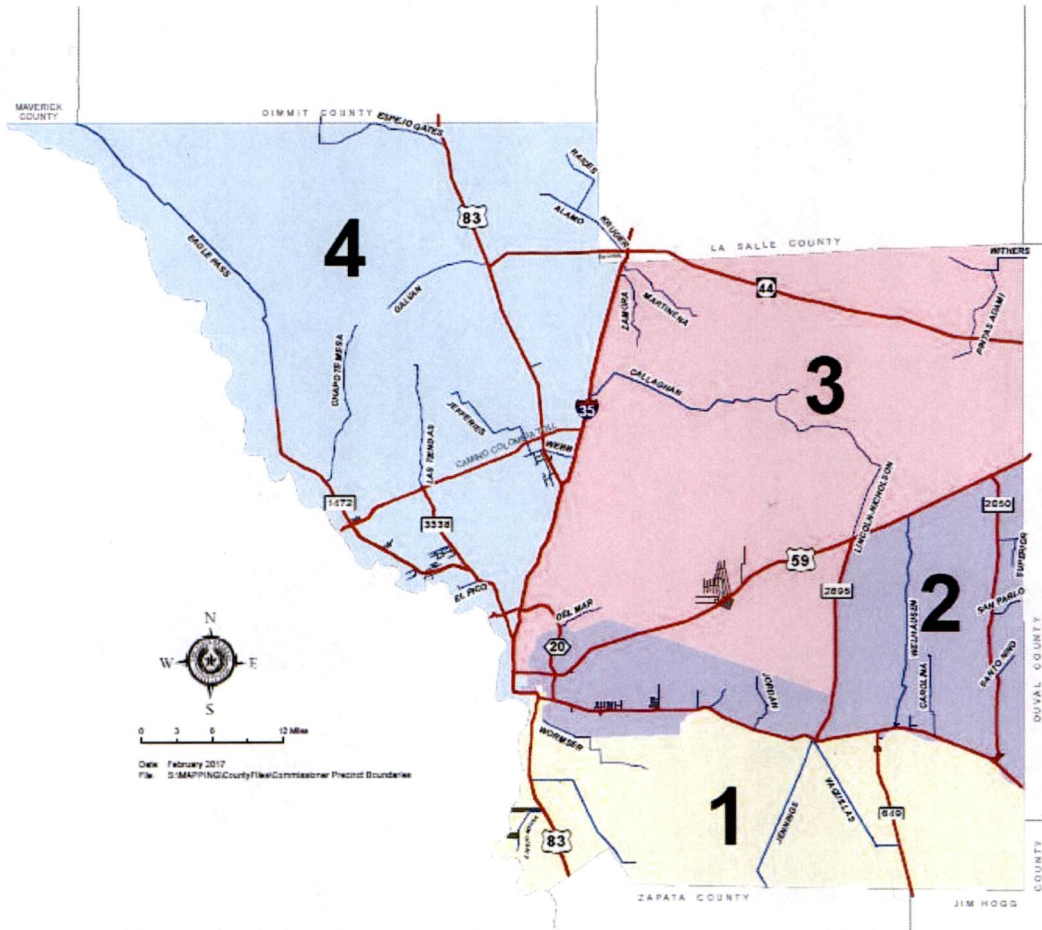 MAVERICK
COUNTY
DIMMIT COUNTY
ESPEJO GATES
RAICES
ALAMO
KRUGER
83
LA SALLE COUNTY
WITHERS
EAGLE PASS
4
GALVAN
44
ZAMORA
MARTINENA
PINTAS ADAMI
CHAPOTE MESA
3
CALLAGHAN
35
JEFFERIES
LAS TIENDAS
CAMINO COLOMBIA TOLL
WEBB
LINCOLN-NICHOLSON
1472
3338
2050
59
SUPERIOR
EL PICO
2895
2
SAN PABLO
DEL MAR
WELHAUSEN
20
SANTO NINO
DUVAL COUNTY
N
W
E
S
CAROLINA
JORDAN
0 3 6 12 Miles
WORMSER
Date February 2017
File S:\MAPPING\CountyFiles\Commissioner Precinct Boundaries
1
JENNINGS
VAQUILLAS
649
83
COUNTY
ZAPATA COUNTY
JIM HOGG